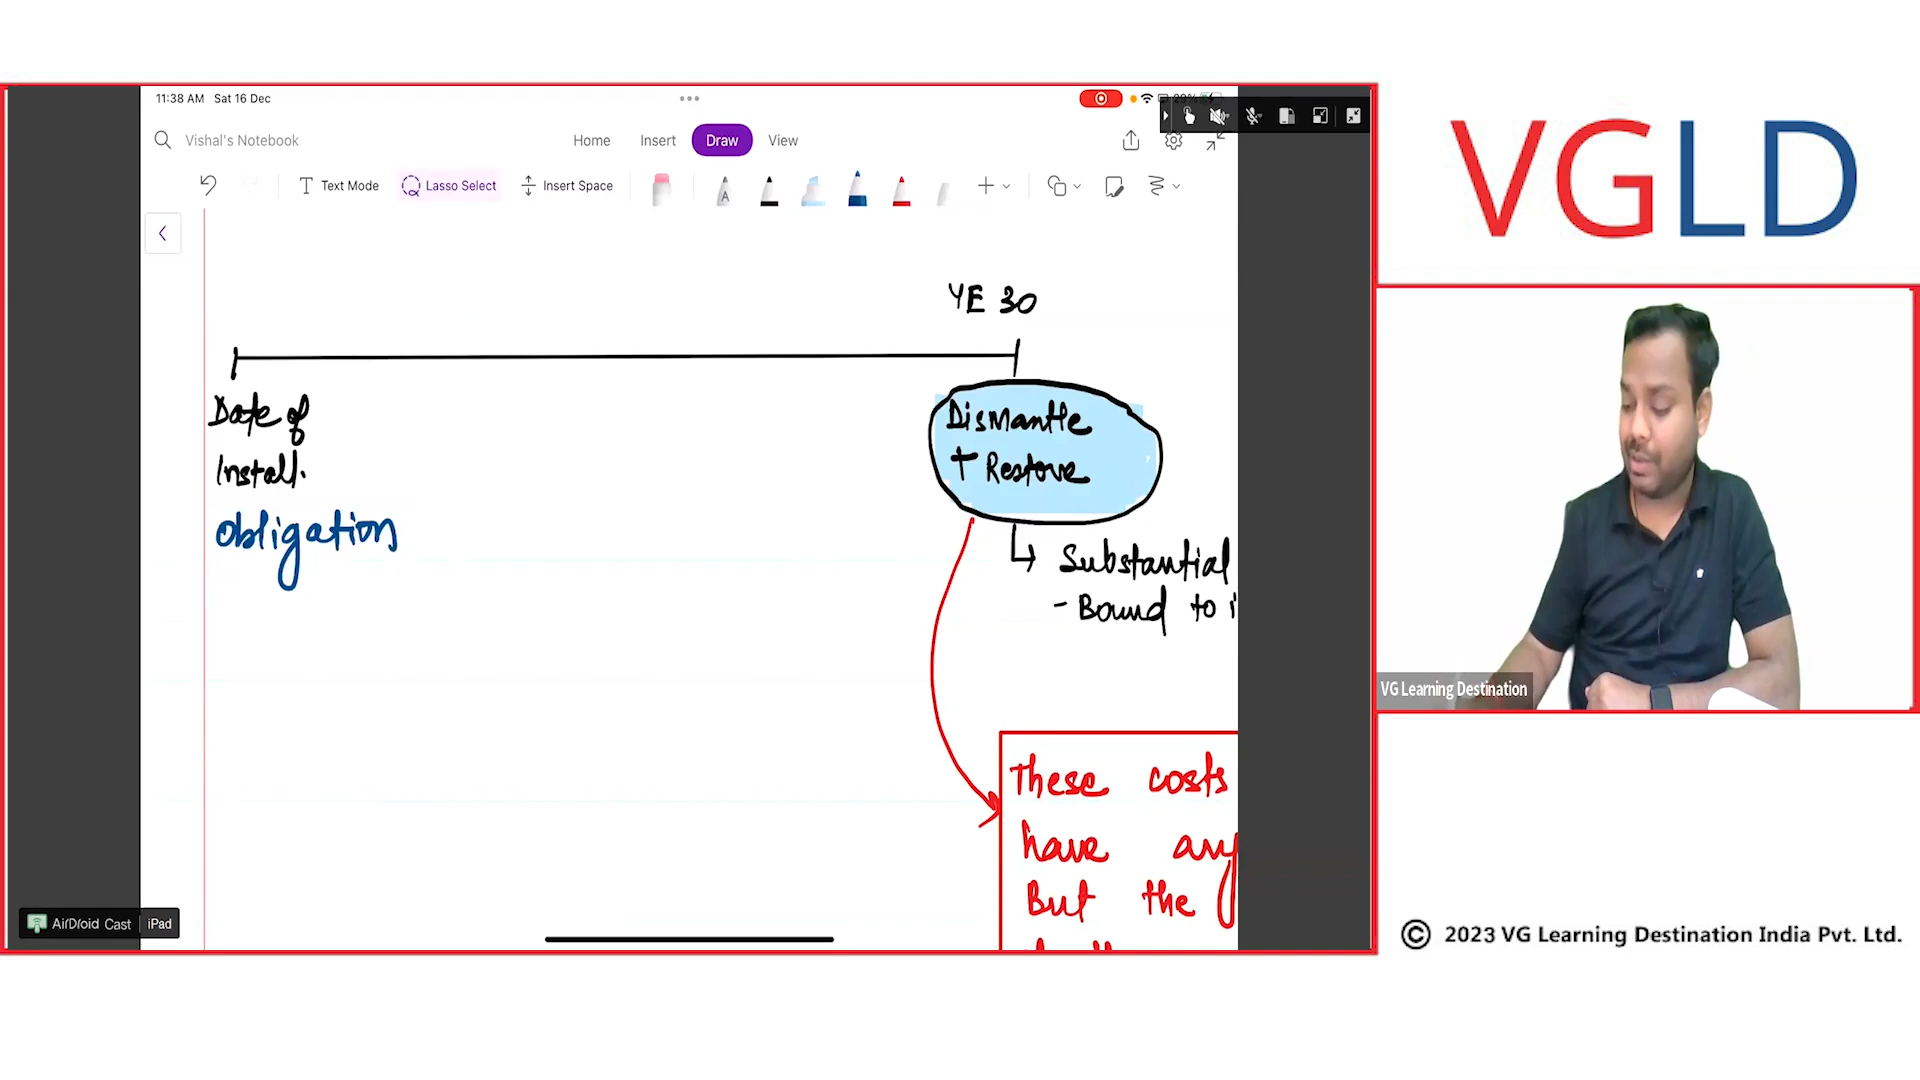 11:38 AM Sat 16 Dec
29%
Vishal's Notebook
Home Insert Draw View
Text Mode Lasso Select Insert Space
YE 30
Date of
Install.
obligation
Dismantle
+ Restore
↳ Substantial
- Bound to i
These costs
have any
But the
AirDroid Cast iPad
VGLD
VG Learning Destination
© 2023 VG Learning Destination India Pvt. Ltd.